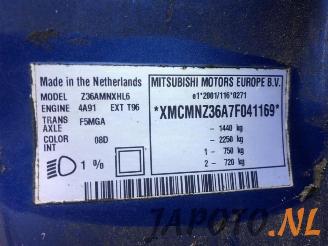 Made in the Netherlands
MODEL Z36AMNXHL6
ENGINE 4A91 EXT T96
TRANS AXLE F5MGA
COLOR INT 08D
4 %
MITSUBISHI MOTORS EUROPE B.V.
e1*2001/116*0271
*XMCMNZ36A7F041169*
- 1440 kg
- 2250 kg
1 - 750 kg
2 - 720 kg
JAPOTO.NL